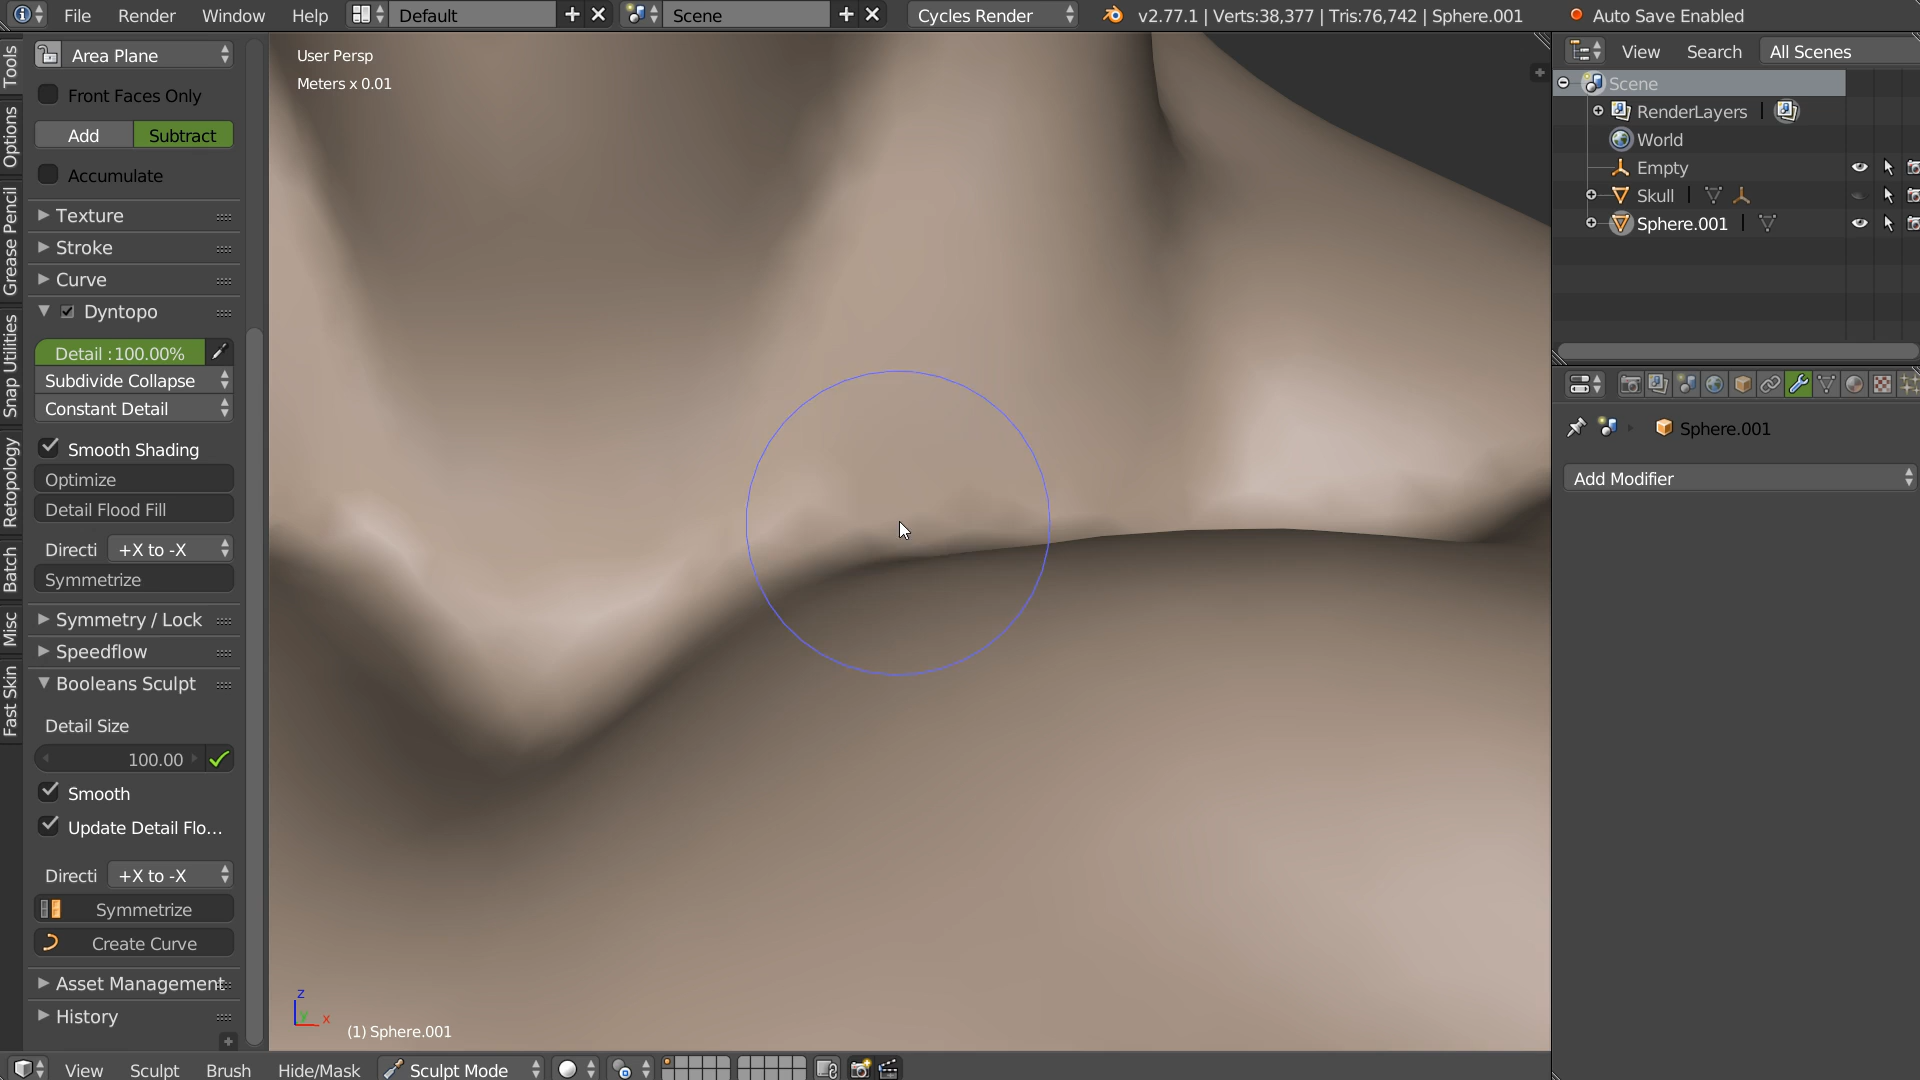 File Window Render Help Default Scene Cycles Render v2.77.1 | Verts:38,377 | Tris:76,742 | Sphere.001 Auto Save Enabled
Tools
Options
Grease Pencil
Snap Utilities
Retopology
Batch
Misc
Fast Skin
Area Plane
Front Faces Only
Add Subtract
Accumulate
Texture
Stroke
Curve
Dyntopo
Detail :100.00%
Subdivide Collapse
Constant Detail
Smooth Shading
Optimize
Detail Flood Fill
Directi +X to -X
Symmetrize
Symmetry / Lock
Speedflow
Booleans Sculpt
Detail Size
100.00
Smooth
Update Detail Flo...
Directi +X to -X
Symmetrize
Create Curve
Asset Management
History
User Persp
Meters x 0.01
z
y
x
(1) Sphere.001
View Search All Scenes
Scene
RenderLayers |
World
Empty
Skull |
Sphere.001 |
Sphere.001
Add Modifier
View Sculpt Brush Hide/Mask Sculpt Mode